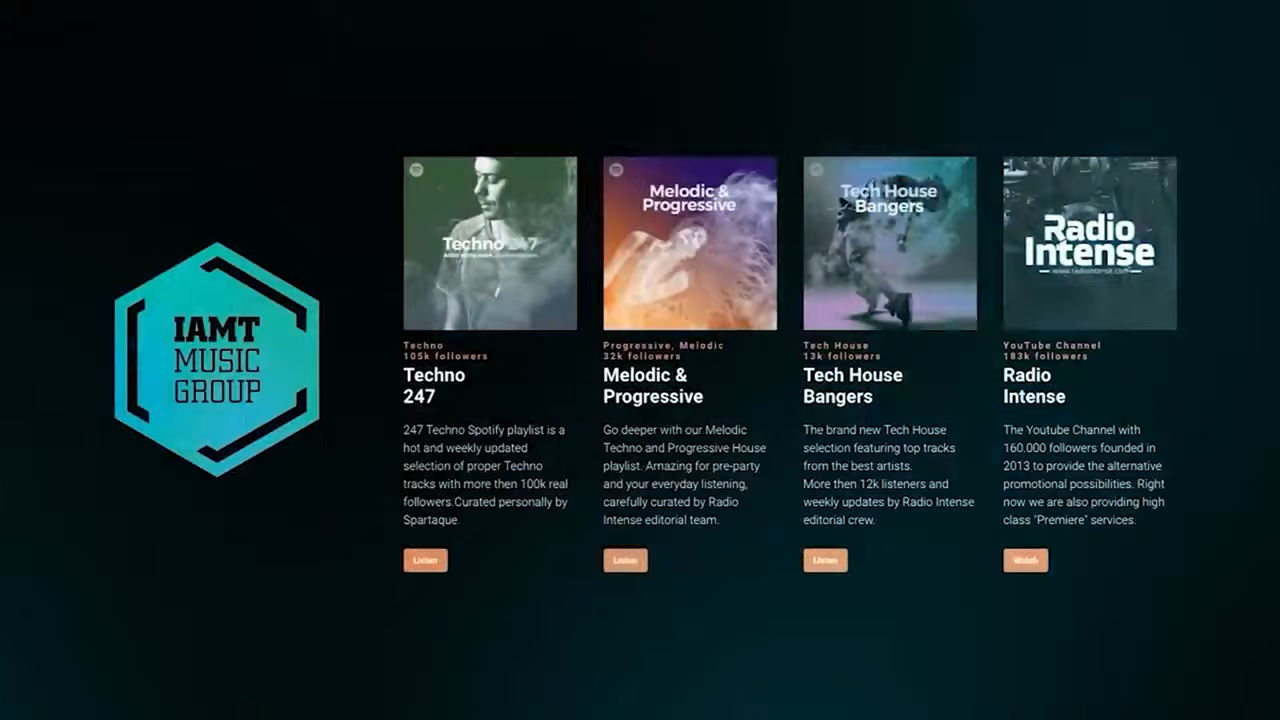 IAMT
MUSIC
GROUP
Techno 247
Techno
105k followers
Techno
247
247 Techno Spotify playlist is a
hot and weekly updated
selection of proper Techno
tracks with more then 100k real
followers.Curated personally by
Spartaque.
Listen
Melodic &
Progressive
Progressive, Melodic
32k followers
Melodic &
Progressive
Go deeper with our Melodic
Techno and Progressive House
playlist. Amazing for pre-party
and your everyday listening,
carefully curated by Radio
Intense editorial team.
Listen
Tech House
Bangers
Tech House
13k followers
Tech House
Bangers
The brand new Tech House
selection featuring top tracks
from the best artists.
More then 12k listeners and
weekly updates by Radio Intense
editorial crew.
Listen
Radio
Intense
www.radiointense.com
YouTube Channel
183k followers
Radio
Intense
The Youtube Channel with
160.000 followers founded in
2013 to provide the alternative
promotional possibilities. Right
now we are also providing high
class "Premiere" services.
Watch